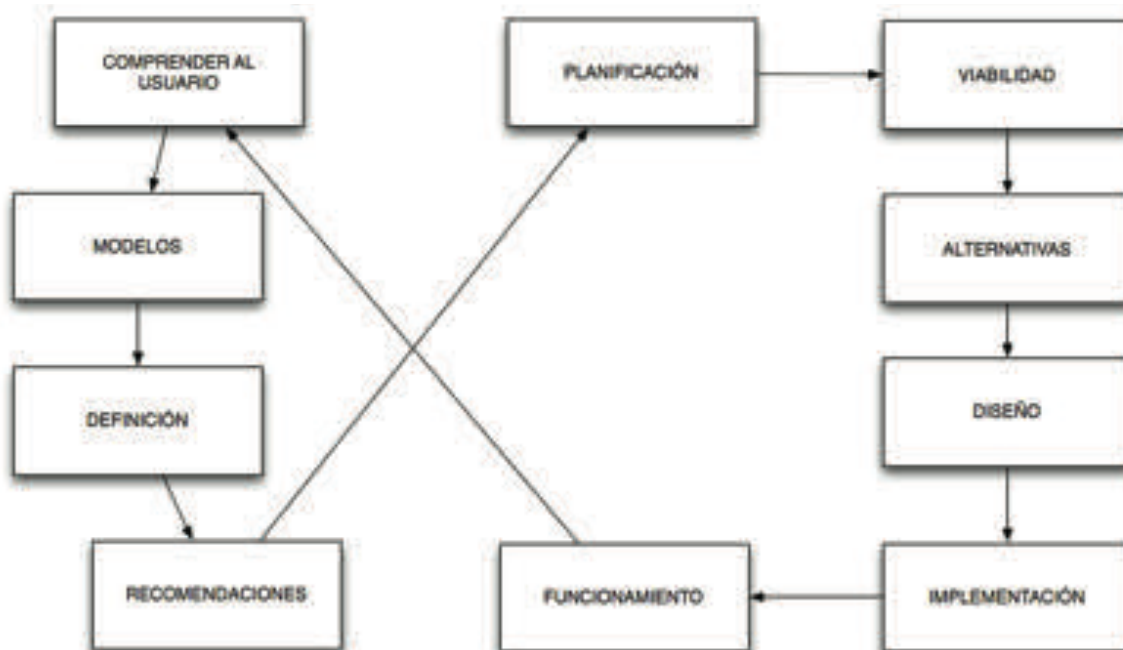 COMPRENDER AL
USUARIO
MODELOS
DEFINICIÓN
RECOMENDACIONES
PLANIFICACIÓN
VIABILIDAD
ALTERNATIVAS
DISEÑO
IMPLEMENTACIÓN
FUNCIONAMIENTO